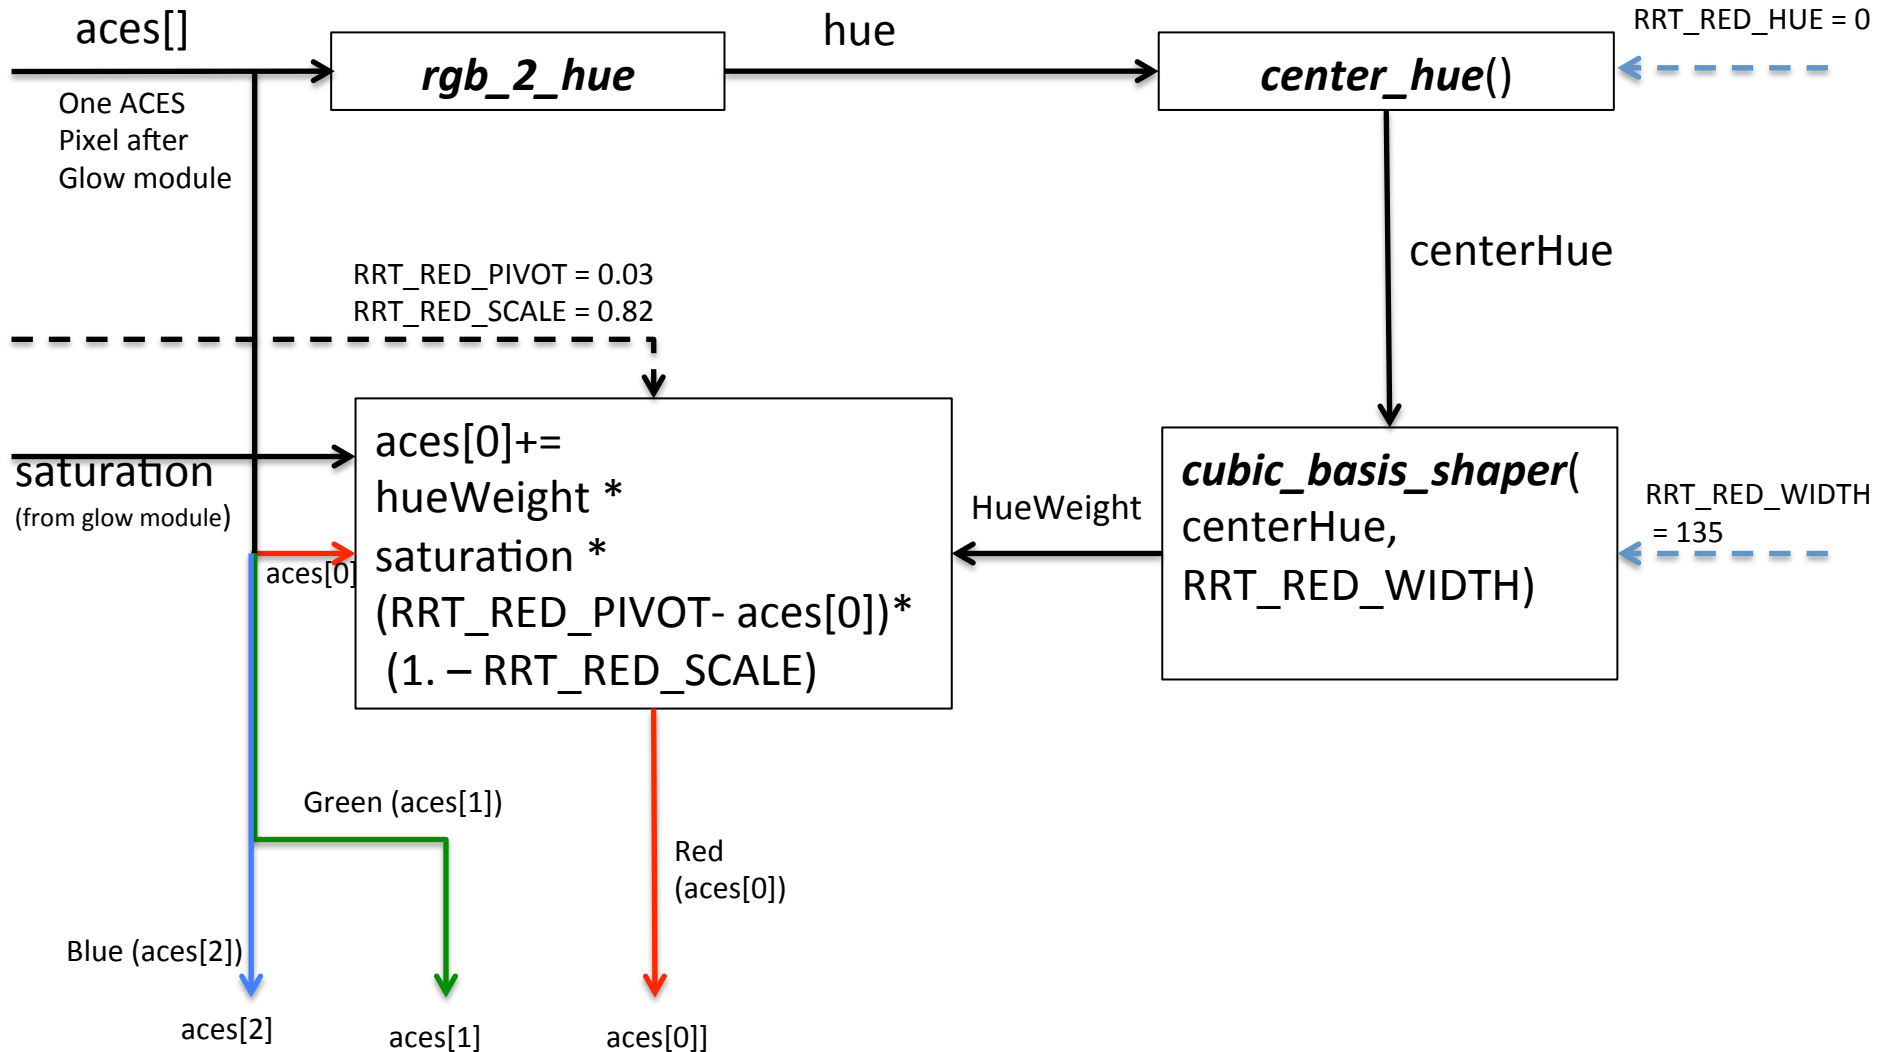 aces[]
hue
RRT_RED_HUE = 0
rgb_2_hue
center_hue()
One ACES
Pixel after
Glow module
centerHue
RRT_RED_PIVOT = 0.03
RRT_RED_SCALE = 0.82
saturation
(from glow module)
aces[0]
aces[0]+=
hueWeight *
saturation *
(RRT_RED_PIVOT- aces[0])*
(1. – RRT_RED_SCALE)
HueWeight
cubic_basis_shaper(
centerHue,
RRT_RED_WIDTH)
RRT_RED_WIDTH
= 135
Green (aces[1])
Red
(aces[0])
Blue (aces[2])
aces[2]
aces[1]
aces[0]]